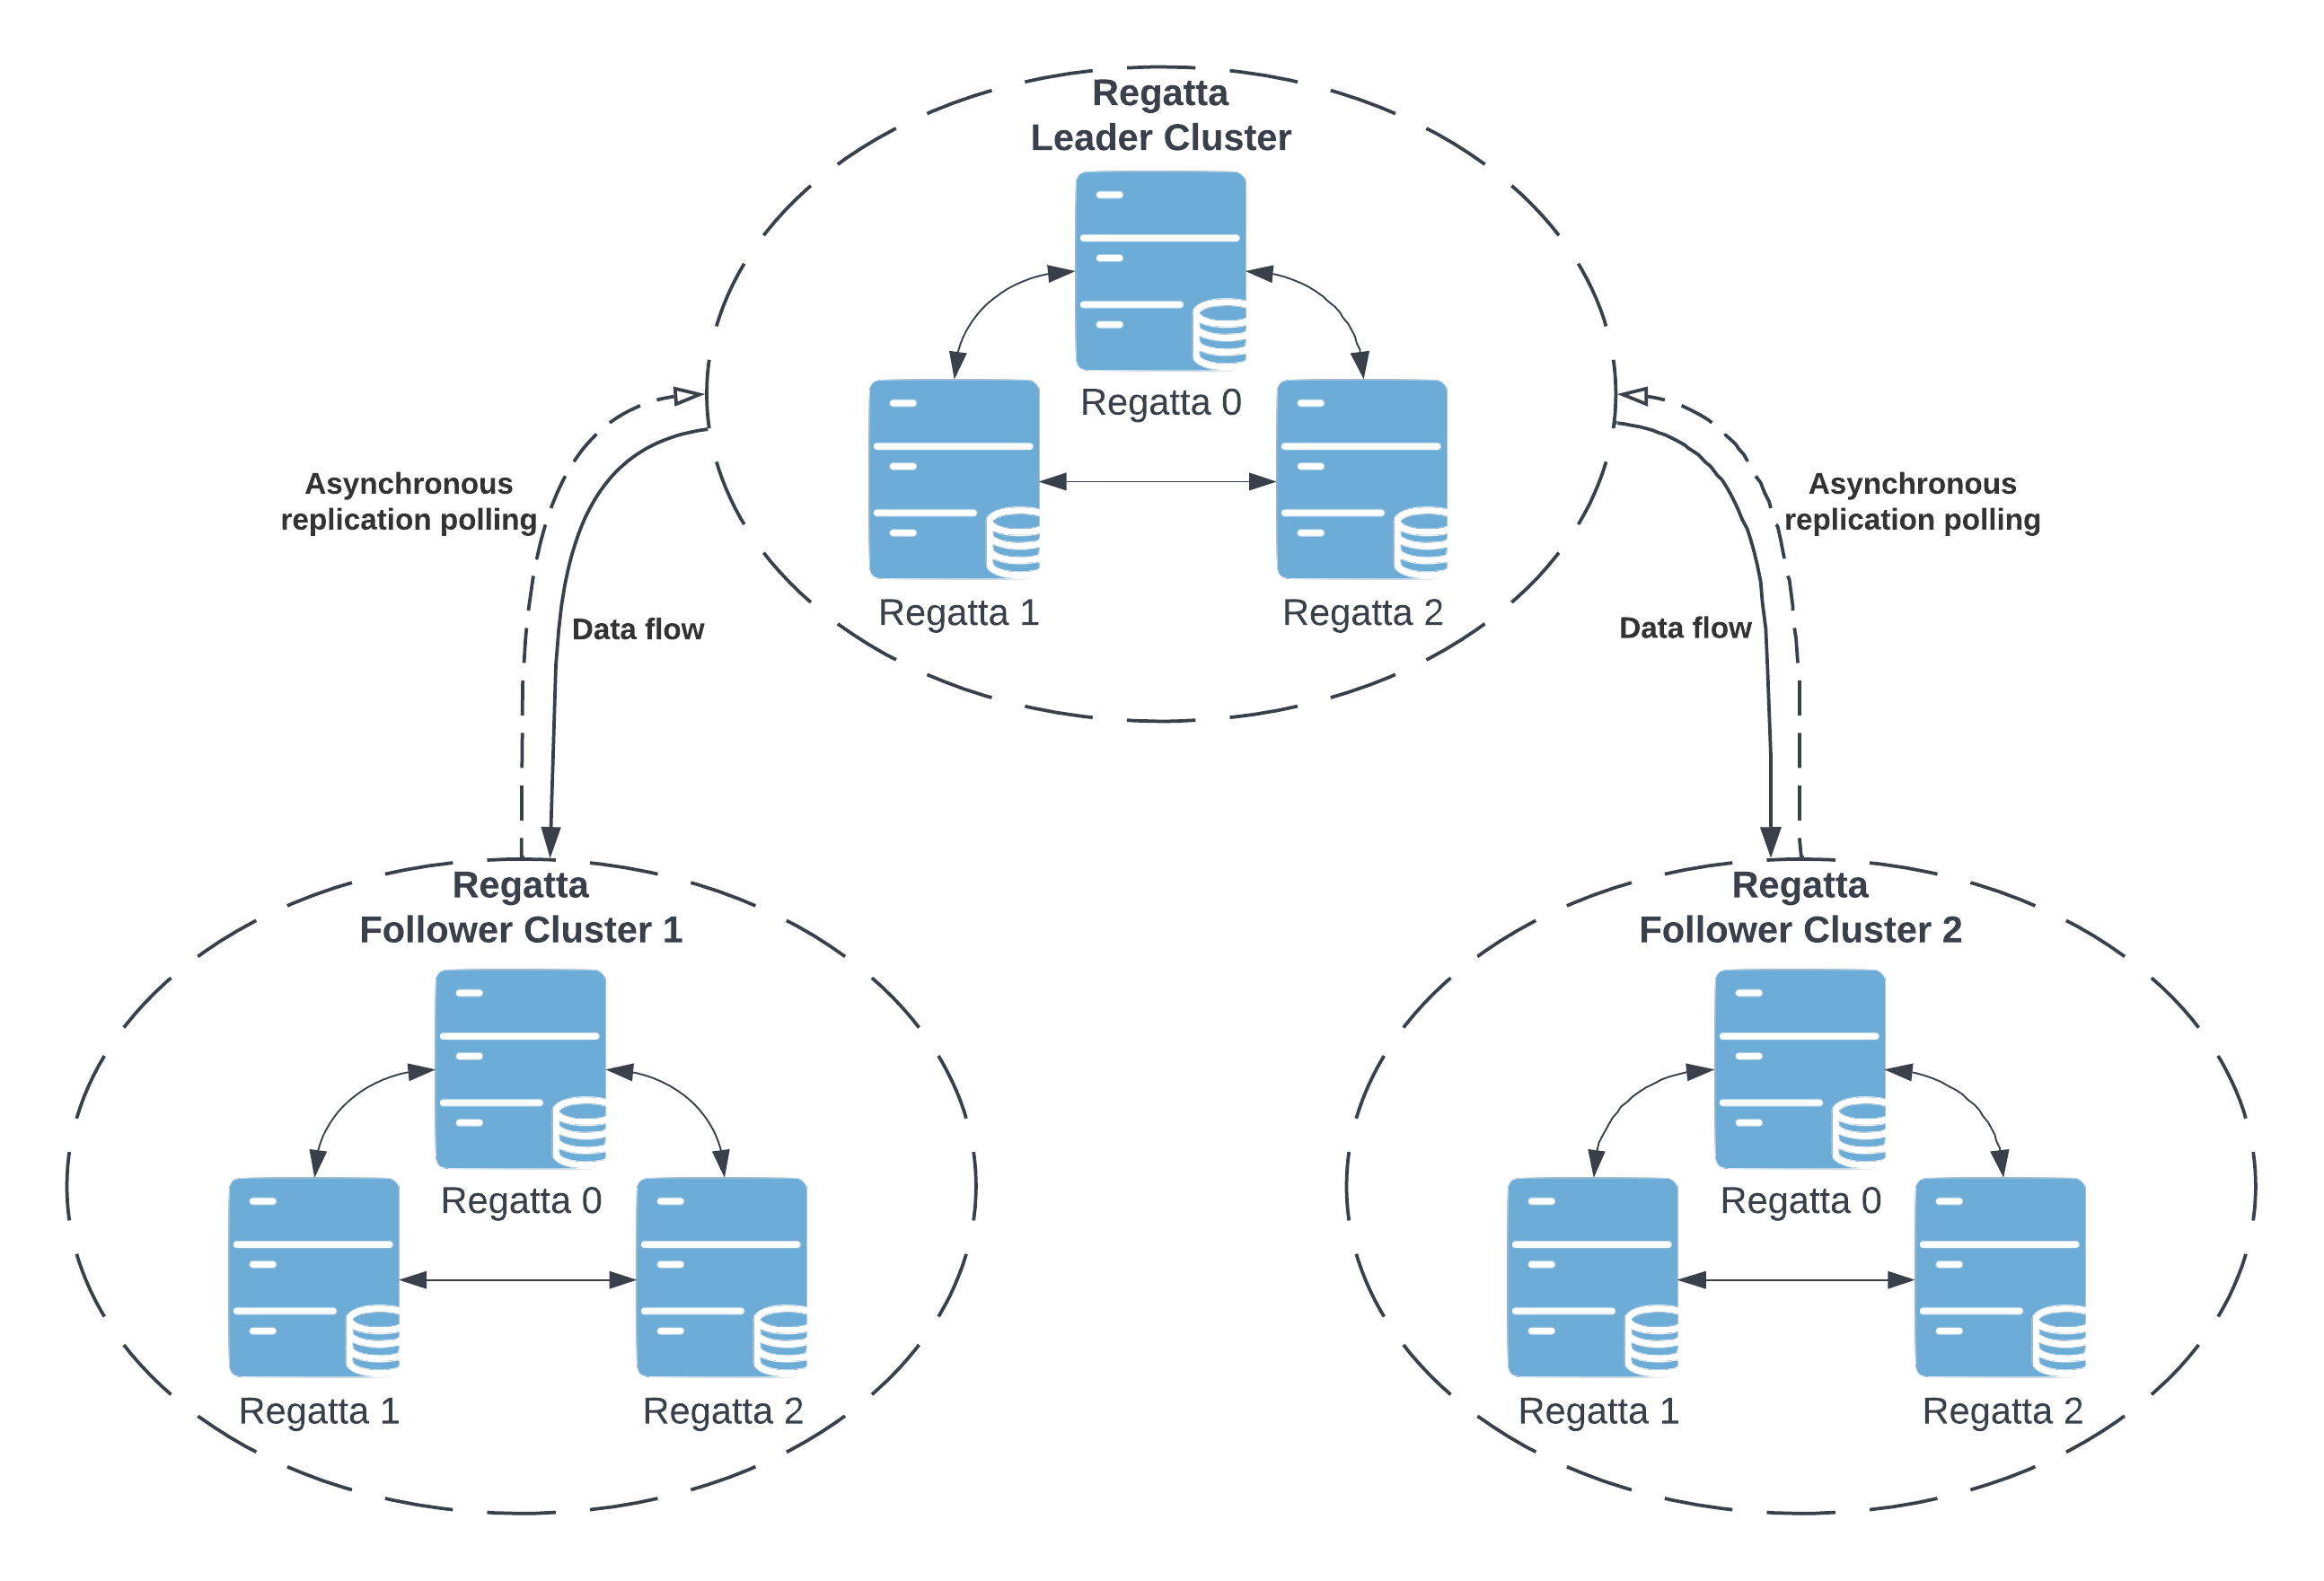 Regatta
Leader Cluster
Regatta 0
Regatta 1
Regatta 2
Asynchronous
replication polling
Data flow
Asynchronous
replication polling
Data flow
Regatta
Follower Cluster 1
Regatta 0
Regatta 1
Regatta 2
Regatta
Follower Cluster 2
Regatta 0
Regatta 1
Regatta 2